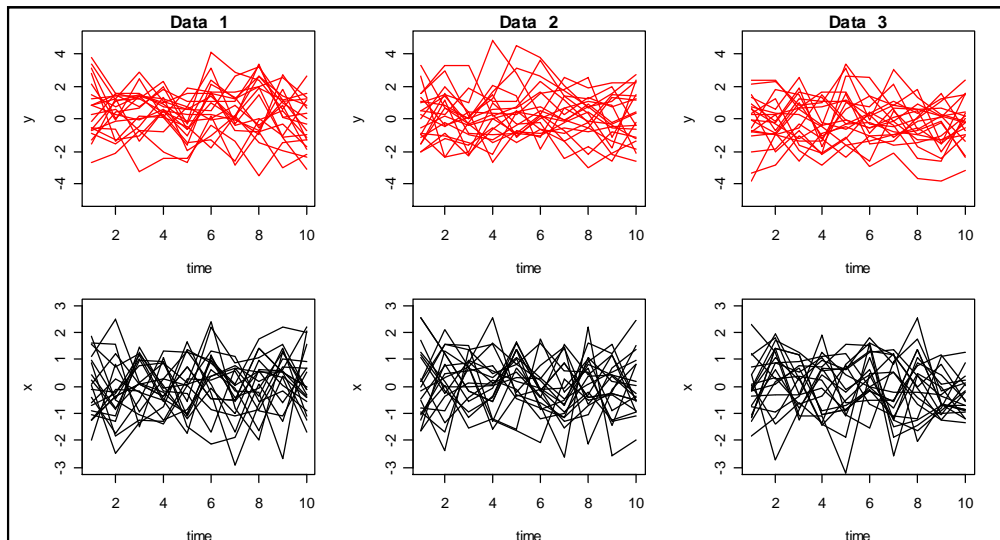 Data 1 Data 2 Data 3
4 4 4
2 2 2
y 0 y 0 y 0
-2 -2 -2
-4 -4 -4
2 4 6 8 10 2 4 6 8 10 2 4 6 8 10
time time time
3 3 3
2 2 2
1 1 1
x 0 x 0 x 0
-1 -1 -1
-2 -2 -2
-3 -3 -3
2 4 6 8 10 2 4 6 8 10 2 4 6 8 10
time time time